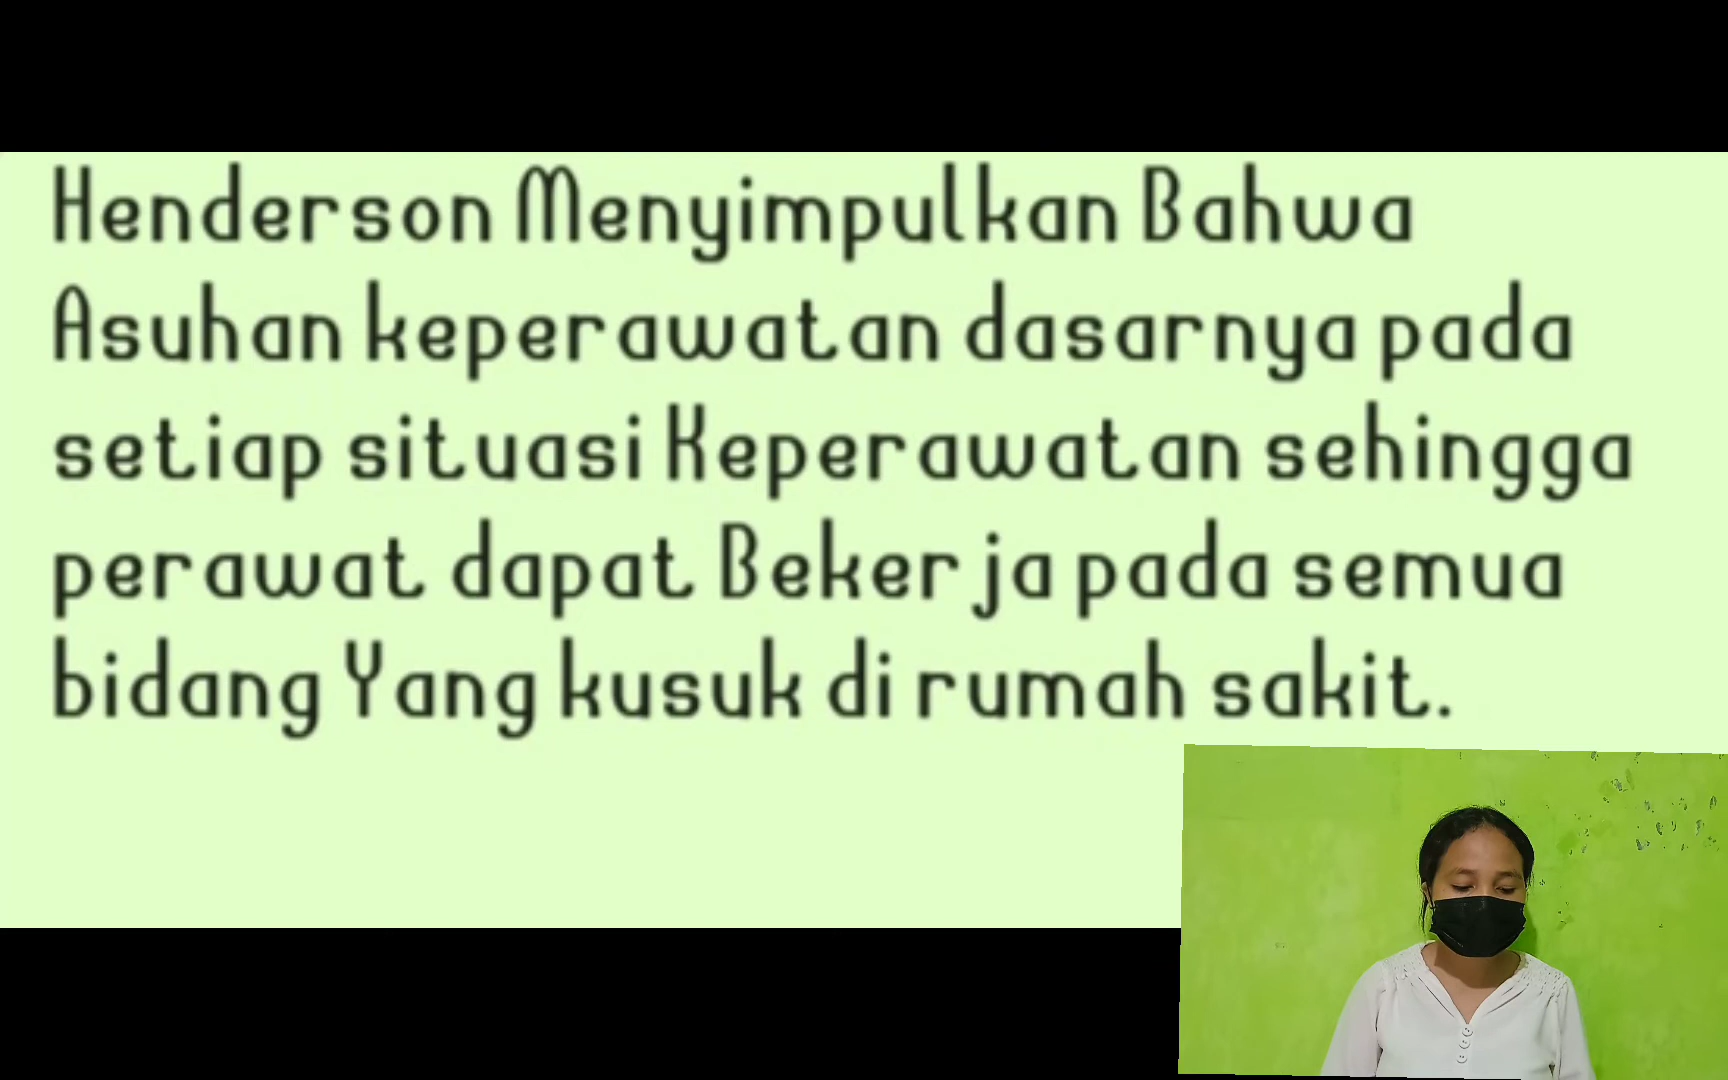 Henderson Menyimpulkan Bahwa
Asuhan keperawatan dasarnya pada
setiap situasi Keperawatan sehingga
perawat dapat Bekerja pada semua
bidang Yang kusuk di rumah sakit.